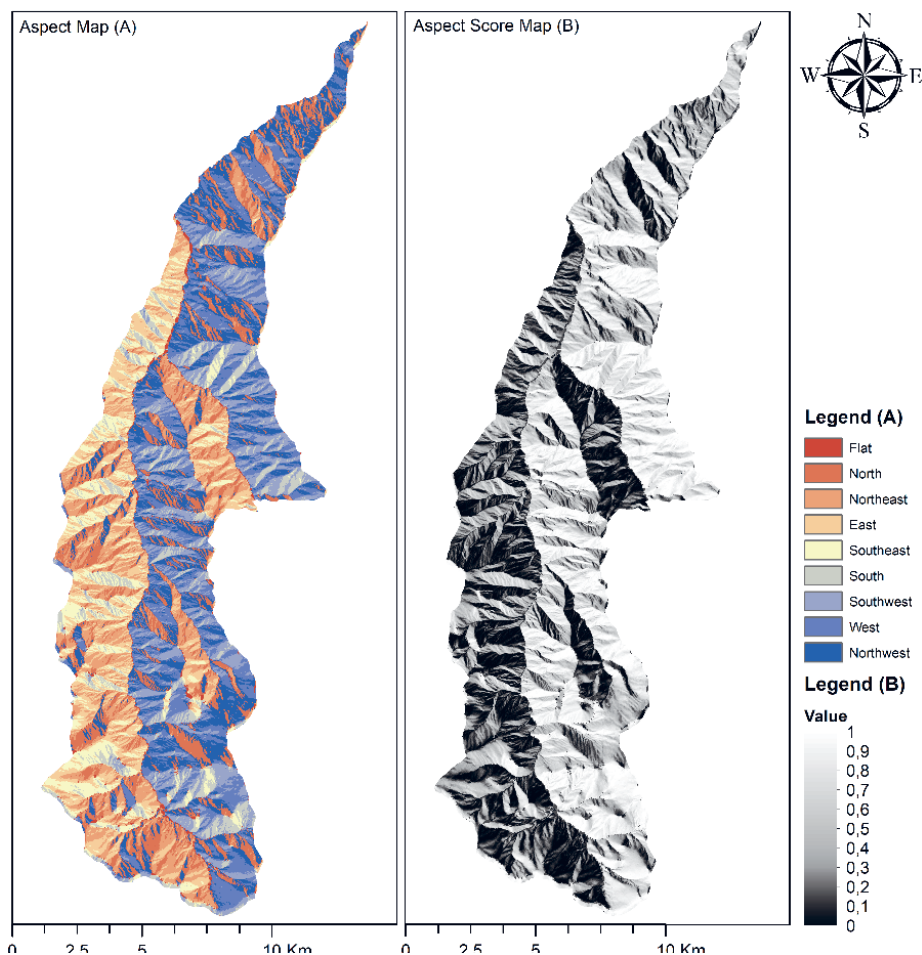 Aspect Map (A)
Aspect Score Map (B)
N
W
E
S
Legend (A)
Flat
North
Northeast
East
Southeast
South
Southwest
West
Northwest
Legend (B)
Value
1
0,9
0,8
0,7
0,6
0,5
0,4
0,3
0,2
0,1
0
0 2,5 5 10 Km
0 2,5 5 10 Km